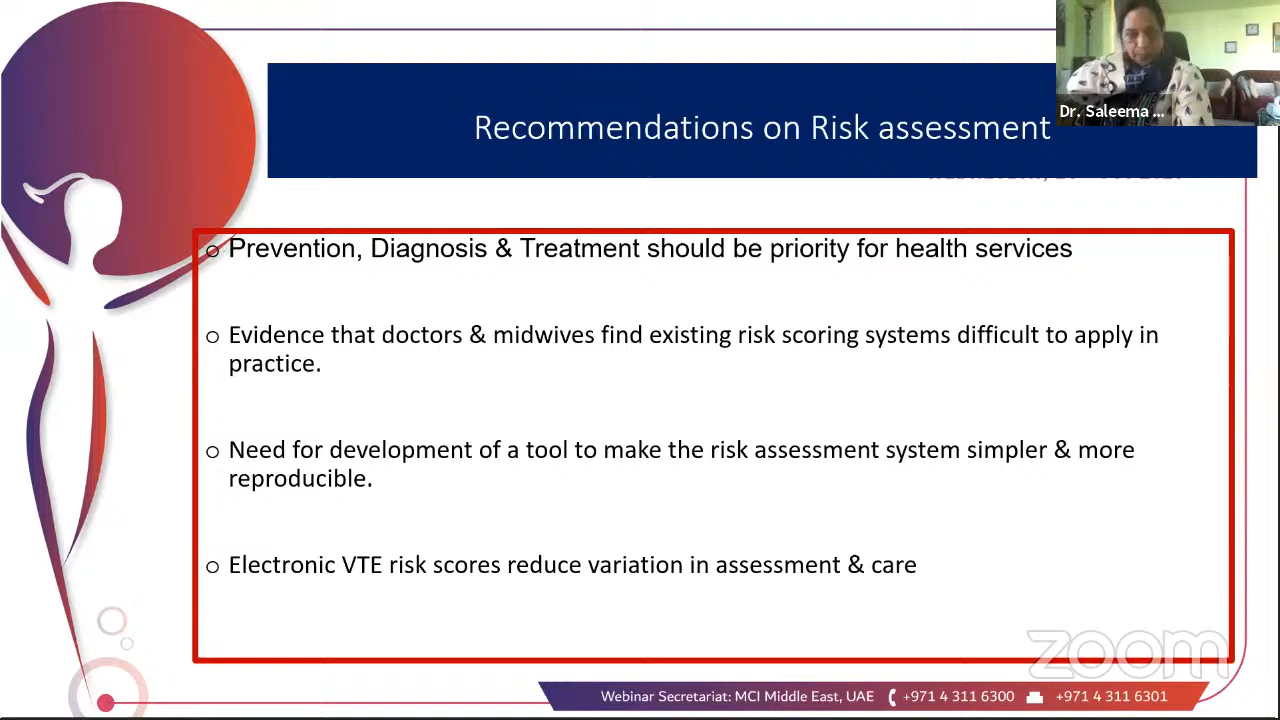 Dr. Saleema ...
Recommendations on Risk assessment
o Prevention, Diagnosis & Treatment should be priority for health services
o Evidence that doctors & midwives find existing risk scoring systems difficult to apply in
practice.
o Need for development of a tool to make the risk assessment system simpler & more
reproducible.
o Electronic VTE risk scores reduce variation in assessment & care
zoom
Webinar Secretariat: MCI Middle East, UAE +971 4 311 6300 +971 4 311 6301